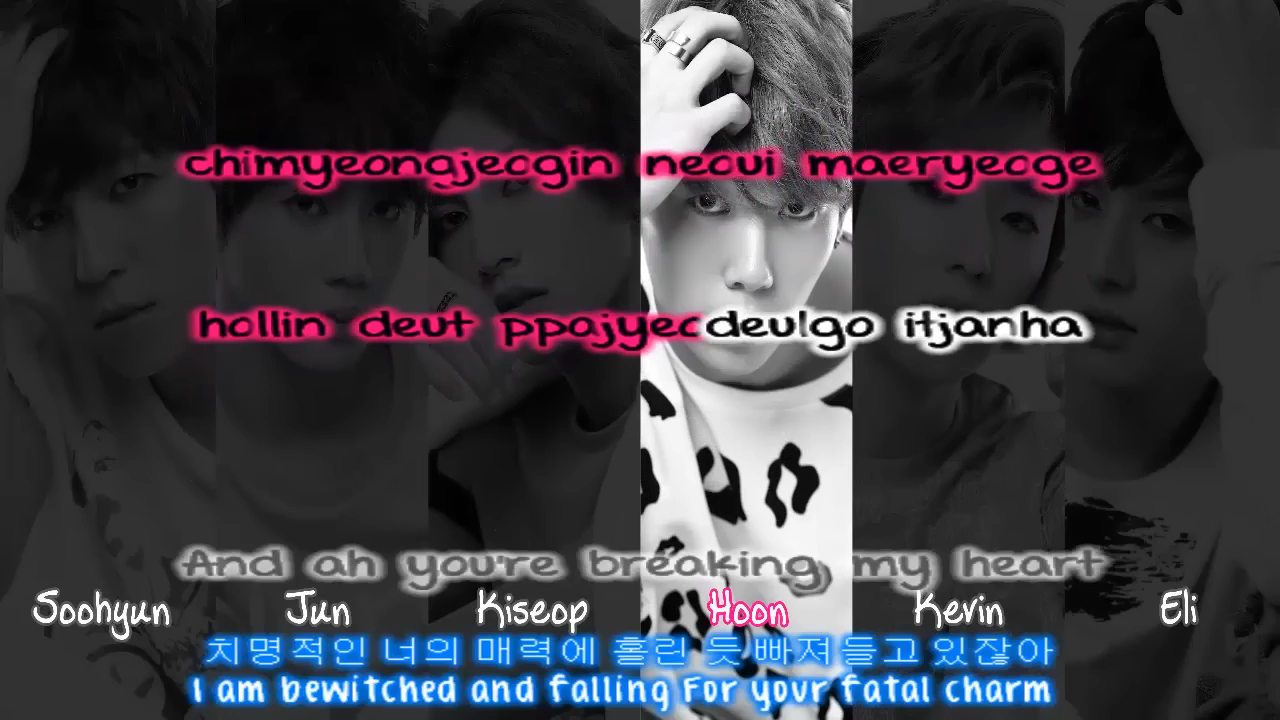 chimyeongjeogin neoui maeryeoge
hollin deut ppajyeodeulgo itjanha
And ah you're breaking my heart
Soohyun Jun Kiseop Hoon Kevin Eli
치명적인 너의 매력에 홀린 듯 빠져 들고 있잖아
I am bewitched and falling for your fatal charm